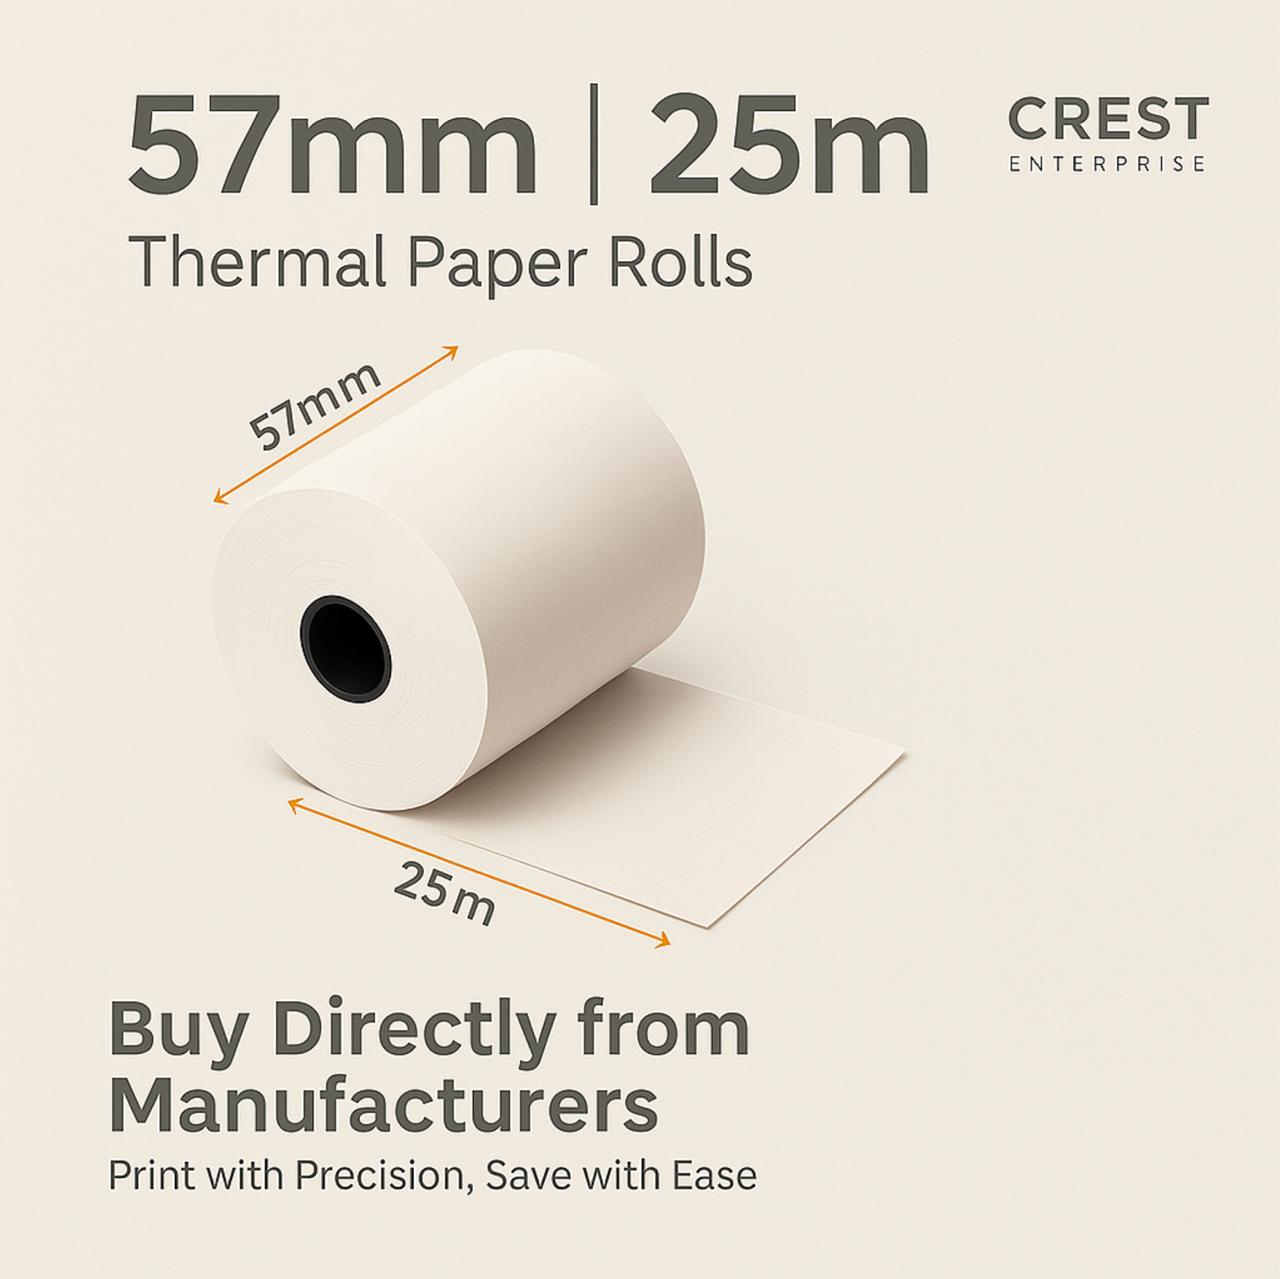 57mm | 25m
CREST
ENTERPRISE
Thermal Paper Rolls
57mm
25m
Buy Directly from
Manufacturers
Print with Precision, Save with Ease